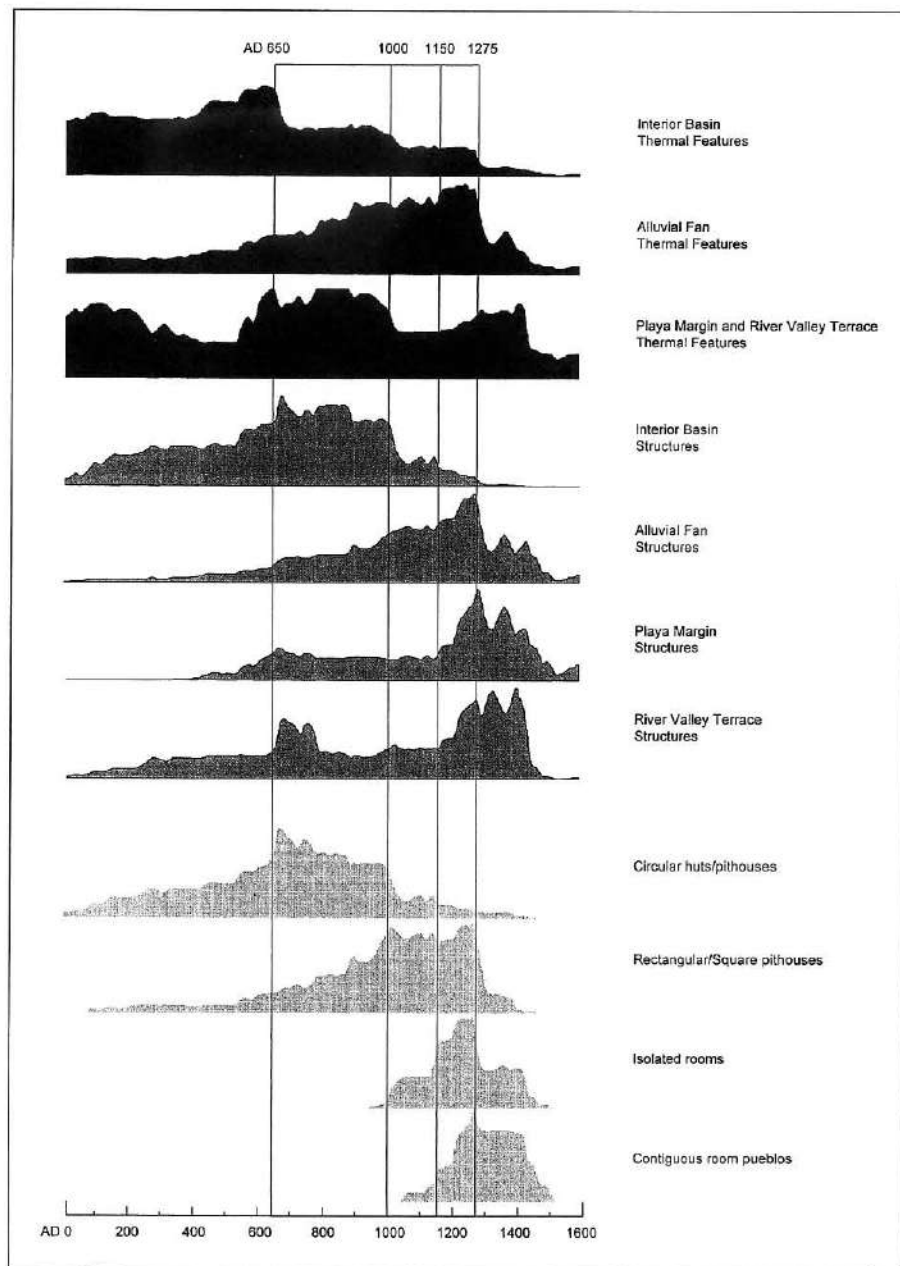 AD 650 1000 1150 1275
Interior Basin
Thermal Features
Alluvial Fan
Thermal Features
Playa Margin and River Valley Terrace
Thermal Features
Interior Basin
Structures
Alluvial Fan
Structures
Playa Margin
Structures
River Valley Terrace
Structures
Circular huts/pithouses
Rectangular/Square pithouses
Isolated rooms
Contiguous room pueblos
AD 0 200 400 600 800 1000 1200 1400 1600